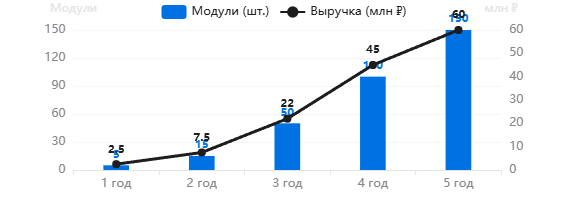 Модули
Модули (шт.)
Выручка (млн ₽)
млн ₽
150
120
90
60
30
0
60
50
40
30
20
10
0
2,5
5
7,5
15
22
50
45
100
60
150
1 год
2 год
3 год
4 год
5 год